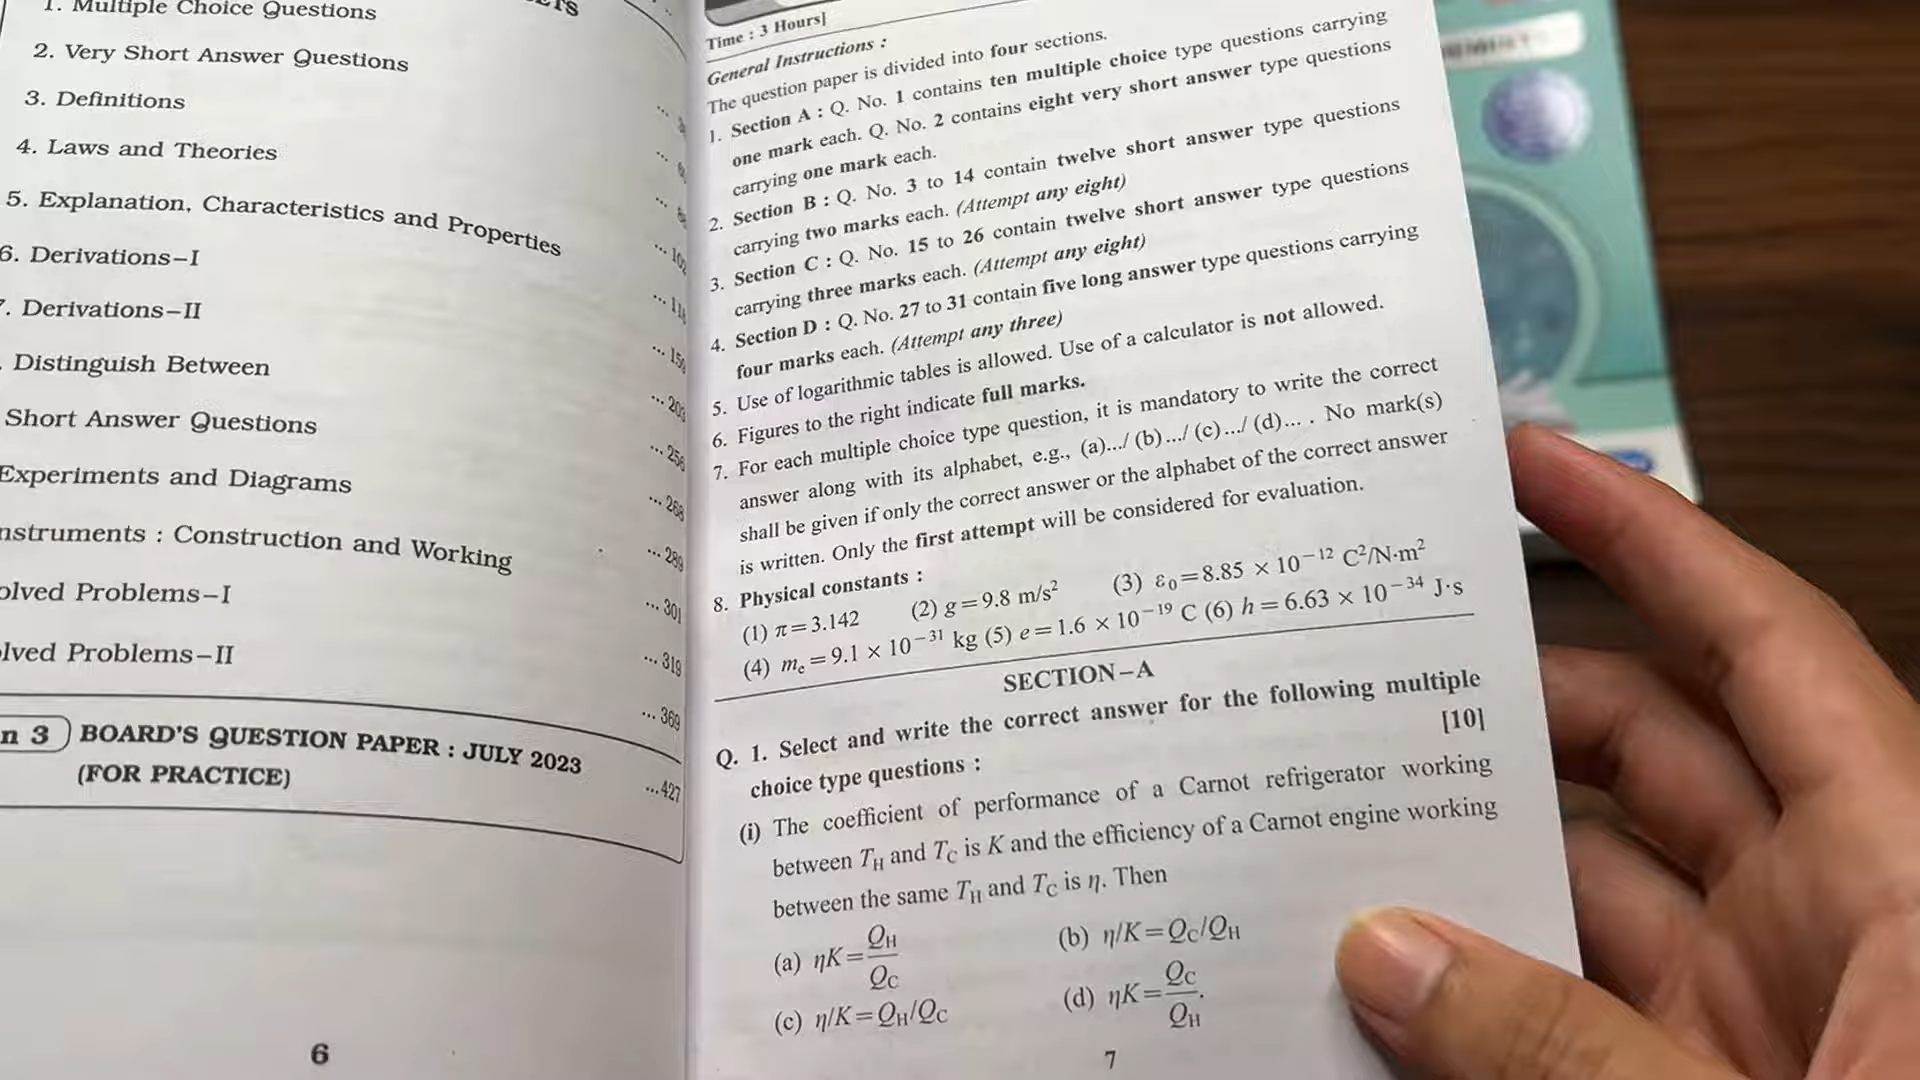 1. Multiple Choice Questions
2. Very Short Answer Questions
3. Definitions
4. Laws and Theories
5. Explanation, Characteristics and Properties
6. Derivations–I
7. Derivations–II
Distinguish Between
Short Answer Questions
Experiments and Diagrams
nstruments : Construction and Working
olved Problems–I
lved Problems–II
... 102
... 203
... 256
... 268
... 289
... 301
... 319
... 369
n 3 BOARD'S QUESTION PAPER : JULY 2023
(FOR PRACTICE)
...427
6
Time : 3 Hours]
General Instructions :
The question paper is divided into four sections.
1. Section A : Q. No. 1 contains ten multiple choice type questions carrying
one mark each. Q. No. 2 contains eight very short answer type questions
carrying one mark each.
2. Section B : Q. No. 3 to 14 contain twelve short answer type questions
carrying two marks each. (Attempt any eight)
3. Section C : Q. No. 15 to 26 contain twelve short answer type questions
carrying three marks each. (Attempt any eight)
4. Section D : Q. No. 27 to 31 contain five long answer type questions carrying
four marks each. (Attempt any three)
5. Use of logarithmic tables is allowed. Use of a calculator is not allowed.
6. Figures to the right indicate full marks.
7. For each multiple choice type question, it is mandatory to write the correct
answer along with its alphabet, e.g., (a).../ (b).../ (c).../ (d)... . No mark(s)
shall be given if only the correct answer or the alphabet of the correct answer
is written. Only the first attempt will be considered for evaluation.
8. Physical constants :
(1) π=3.142 (2) g=9.8 m/s² (3) ε₀=8.85 × 10⁻¹² C²/N·m²
(4) mₑ=9.1 × 10⁻³¹ kg (5) e=1.6 × 10⁻¹⁹ C (6) h=6.63 × 10⁻³⁴ J·s
SECTION–A
Q. 1. Select and write the correct answer for the following multiple
choice type questions : [10]
(i) The coefficient of performance of a Carnot refrigerator working
between T_H and T_C is K and the efficiency of a Carnot engine working
between the same T_H and T_C is η. Then
(a) ηK=Q_H/Q_C (b) η/K=Q_C/Q_H
(c) η/K=Q_H/Q_C (d) ηK=Q_C/Q_H.
7